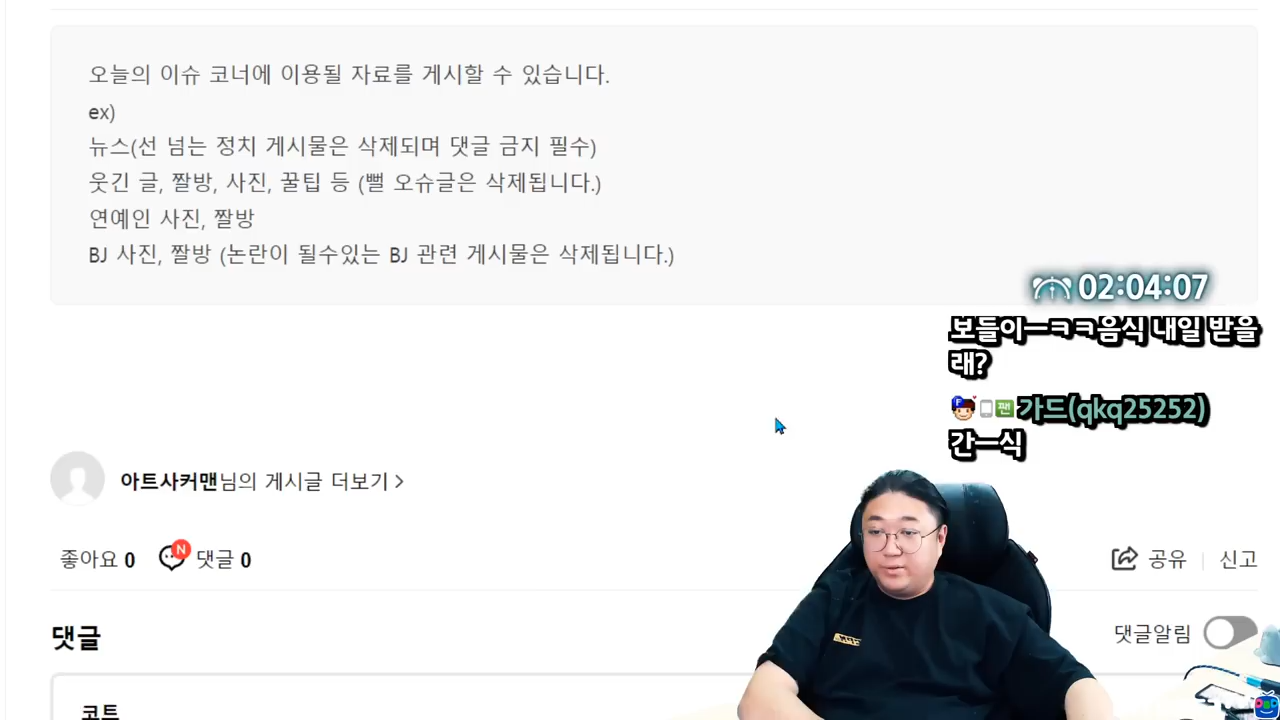 오늘의 이슈 코너에 이용될 자료를 게시할 수 있습니다.
ex)
뉴스(선 넘는 정치 게시물은 삭제되며 댓글 금지 필수)
웃긴 글, 짤방, 사진, 꿀팁 등 (뻘 오슈글은 삭제됩니다.)
연예인 사진, 짤방
BJ 사진, 짤방 (논란이 될수있는 BJ 관련 게시물은 삭제됩니다.)
02:04:07
보들이ㅡㅋㅋ음식 내일 받을
래?
가드(qkq25252)
간ㅡ식
아트사커맨님의 게시글 더보기 >
좋아요 0 N 댓글 0
공유 | 신고
댓글
댓글알림
코트